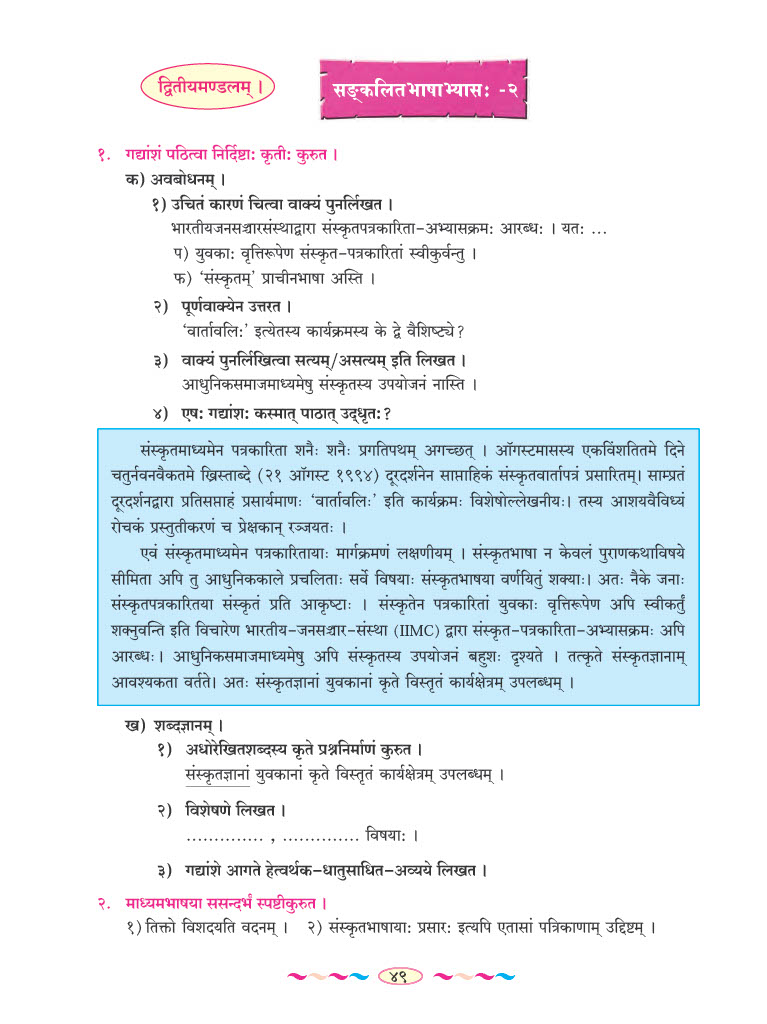 द्वितीयमण्डलम् ।
सङ्कलितभाषाभ्यासः -२
१. गद्यांशं पठित्वा निर्दिष्टाः कृतीः कुरुत ।
क) अवबोधनम् ।
१) उचितं कारणं चित्वा वाक्यं पुनर्लिखत ।
भारतीयजनसञ्चारसंस्थाद्वारा संस्कृतपत्रकारिता-अभ्यासक्रमः आरब्धः । यतः ...
प) युवकाः वृत्तिरूपेण संस्कृत-पत्रकारितां स्वीकुर्वन्तु ।
फ) ‘संस्कृतम्’ प्राचीनभाषा अस्ति ।
२) पूर्णवाक्येन उत्तरत ।
‘वार्तावलिः’ इत्येतस्य कार्यक्रमस्य के द्वे वैशिष्ट्ये?
३) वाक्यं पुनर्लिखित्वा सत्यम्/असत्यम् इति लिखत ।
आधुनिकसमाजमाध्यमेषु संस्कृतस्य उपयोजनं नास्ति ।
४) एषः गद्यांशः कस्मात् पाठात् उद्धृतः?
संस्कृतमाध्यमेन पत्रकारिता शनैः शनैः प्रगतिपथम् अगच्छत् । ऑगस्टमासस्य एकविंशतितमे दिने
चतुर्नवनवैकतमे ख्रिस्ताब्दे (२१ ऑगस्ट १९९४) दूरदर्शनेन साप्ताहिकं संस्कृतवार्तापत्रं प्रसारितम्। साम्प्रतं
दूरदर्शनद्वारा प्रतिसप्ताहं प्रसार्यमाणः ‘वार्तावलिः’ इति कार्यक्रमः विशेषोल्लेखनीयः। तस्य आशयवैविध्यं
रोचकं प्रस्तुतीकरणं च प्रेक्षकान् रञ्जयतः ।
एवं संस्कृतमाध्यमेन पत्रकारितायाः मार्गक्रमणं लक्षणीयम् । संस्कृतभाषा न केवलं पुराणकथाविषये
सीमिता अपि तु आधुनिककाले प्रचलिताः सर्वे विषयाः संस्कृतभाषया वर्णयितुं शक्याः। अतः नैके जनाः
संस्कृतपत्रकारितया संस्कृतं प्रति आकृष्टाः । संस्कृतेन पत्रकारितां युवकाः वृत्तिरूपेण अपि स्वीकर्तुं
शक्नुवन्ति इति विचारेण भारतीय-जनसञ्चार-संस्था (IIMC) द्वारा संस्कृत-पत्रकारिता-अभ्यासक्रमः अपि
आरब्धः। आधुनिकसमाजमाध्यमेषु अपि संस्कृतस्य उपयोजनं बहुशः दृश्यते । तत्कृते संस्कृतज्ञानाम्
आवश्यकता वर्तते। अतः संस्कृतज्ञानां युवकानां कृते विस्तृतं कार्यक्षेत्रम् उपलब्धम् ।
ख) शब्दज्ञानम् ।
१) अधोरेखितशब्दस्य कृते प्रश्ननिर्माणं कुरुत ।
संस्कृतज्ञानां युवकानां कृते विस्तृतं कार्यक्षेत्रम् उपलब्धम् ।
२) विशेषणे लिखत ।
.............. , .............. विषयाः ।
३) गद्यांशे आगते हेत्वर्थक-धातुसाधित-अव्यये लिखत ।
२. माध्यमभाषया ससन्दर्भं स्पष्टीकुरुत ।
१) तिक्तो विशदयति वदनम् । २) संस्कृतभाषायाः प्रसारः इत्यपि एतासां पत्रिकाणाम् उद्दिष्टम् ।
४९